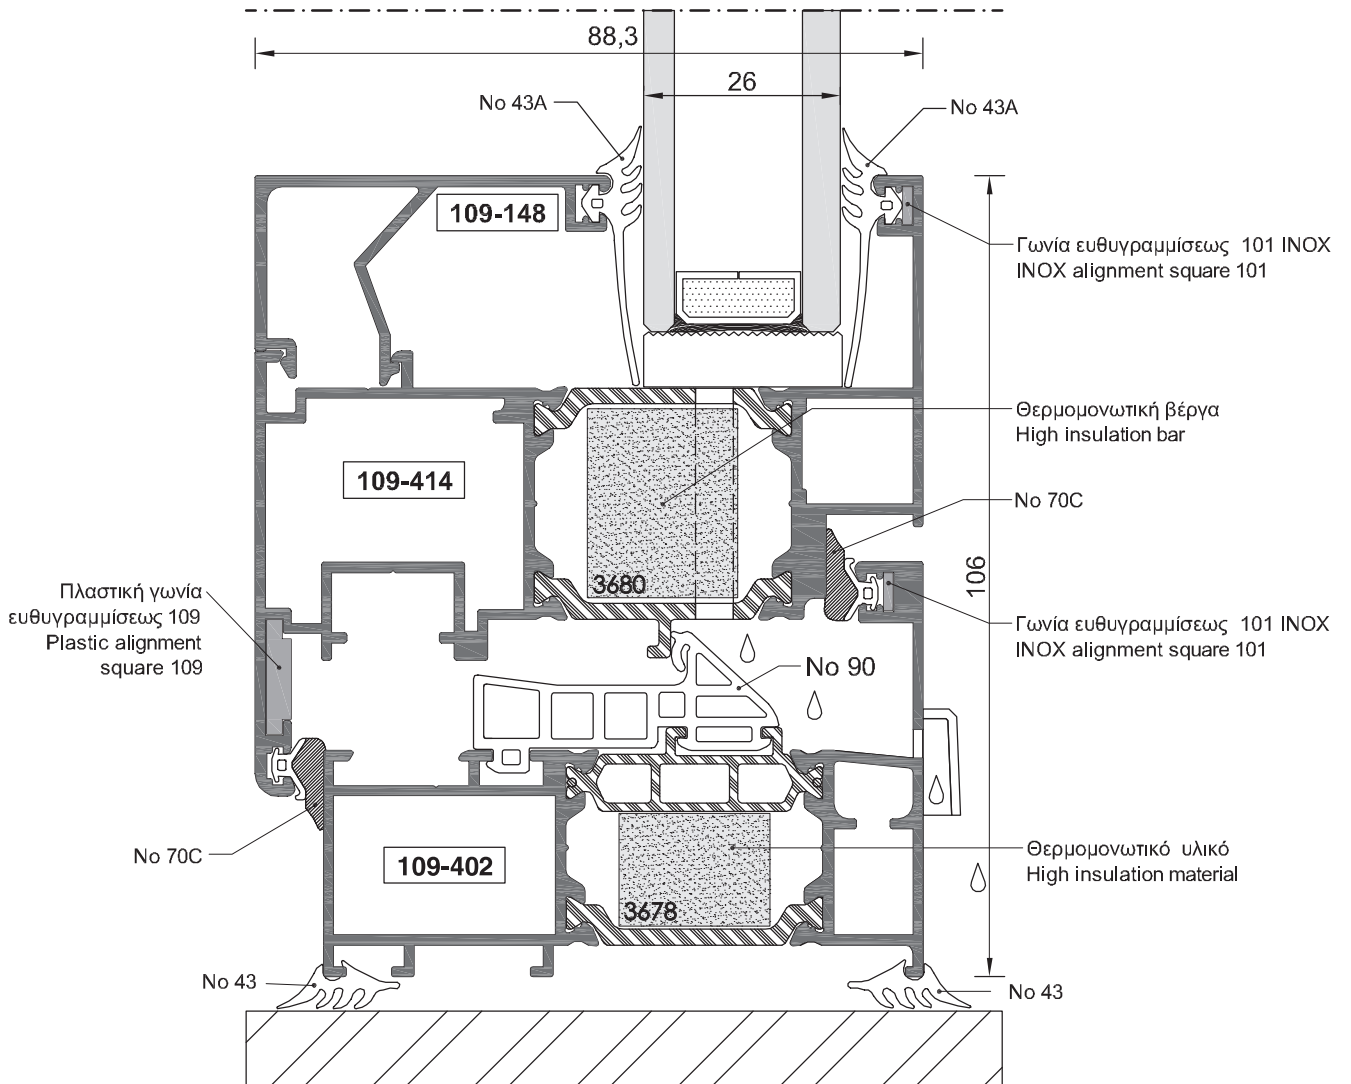 88,3
26
No 43A
No 43A
109-148
Γωνία ευθυγραμμίσεως 101 INOX
INOX alignment square 101
Θερμομονωτική βέργα
High insulation bar
109-414
No 70C
3680
106
Πλαστική γωνία
ευθυγραμμίσεως 109
Plastic alignment
square 109
Γωνία ευθυγραμμίσεως 101 INOX
INOX alignment square 101
No 90
No 70C
109-402
Θερμομονωτικό υλικό
High insulation material
3678
No 43
No 43